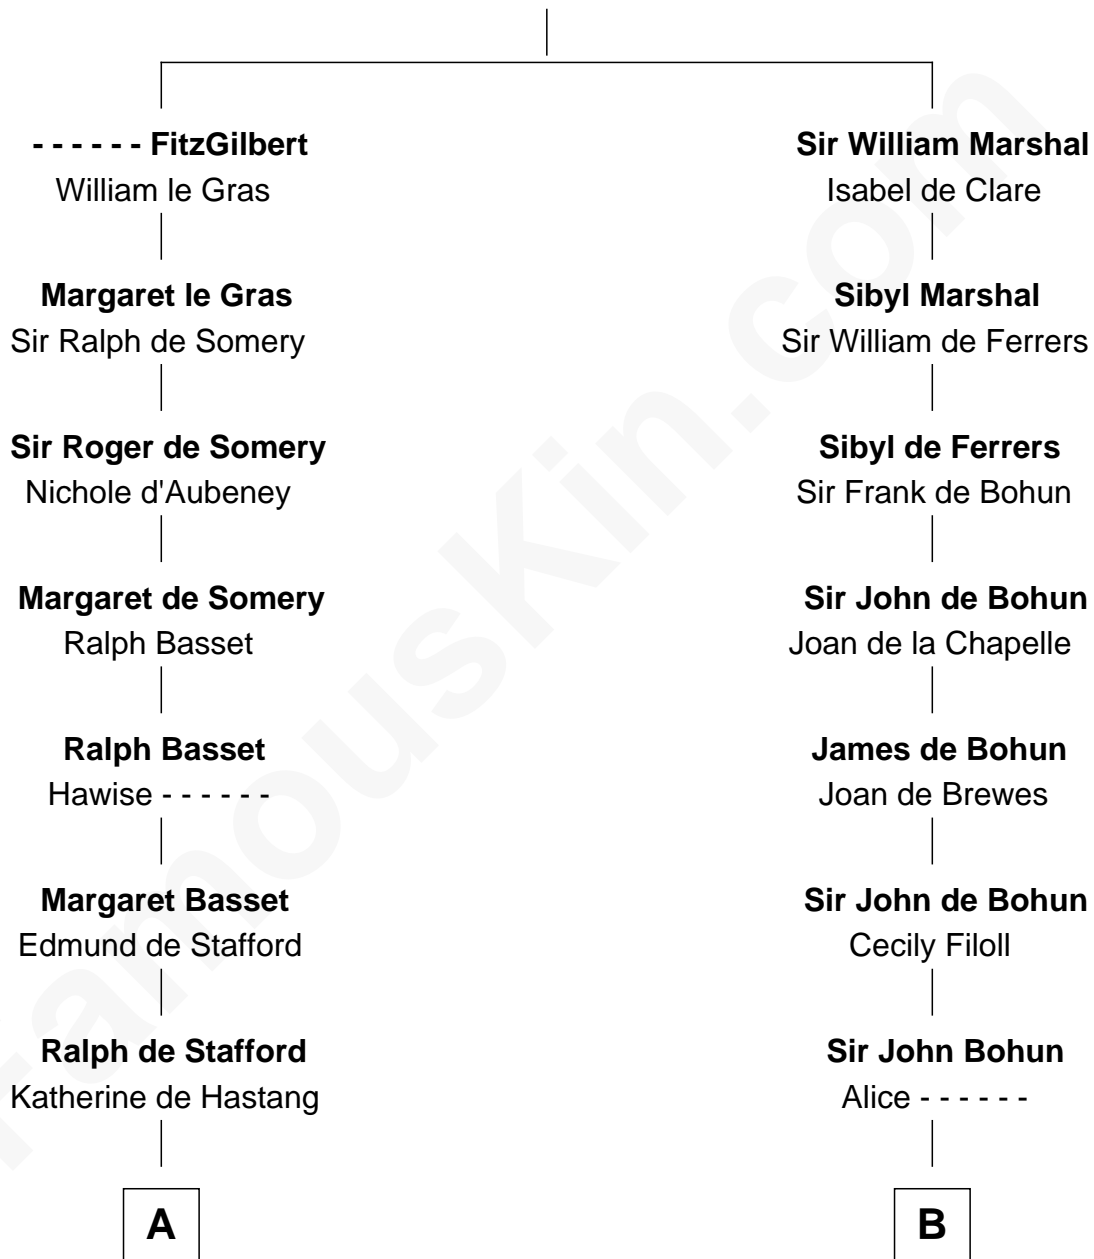 - - - - - - FitzGilbert
William le Gras
Margaret le Gras
Sir Ralph de Somery
Sir Roger de Somery
Nichole d'Aubeney
Margaret de Somery
Ralph Basset
Ralph Basset
Hawise - - - - - -
Margaret Basset
Edmund de Stafford
Ralph de Stafford
Katherine de Hastang
A
Sir William Marshal
Isabel de Clare
Sibyl Marshal
Sir William de Ferrers
Sibyl de Ferrers
Sir Frank de Bohun
Sir John de Bohun
Joan de la Chapelle
James de Bohun
Joan de Brewes
Sir John de Bohun
Cecily Filoll
Sir John Bohun
Alice - - - - - -
B
FamousKin.com